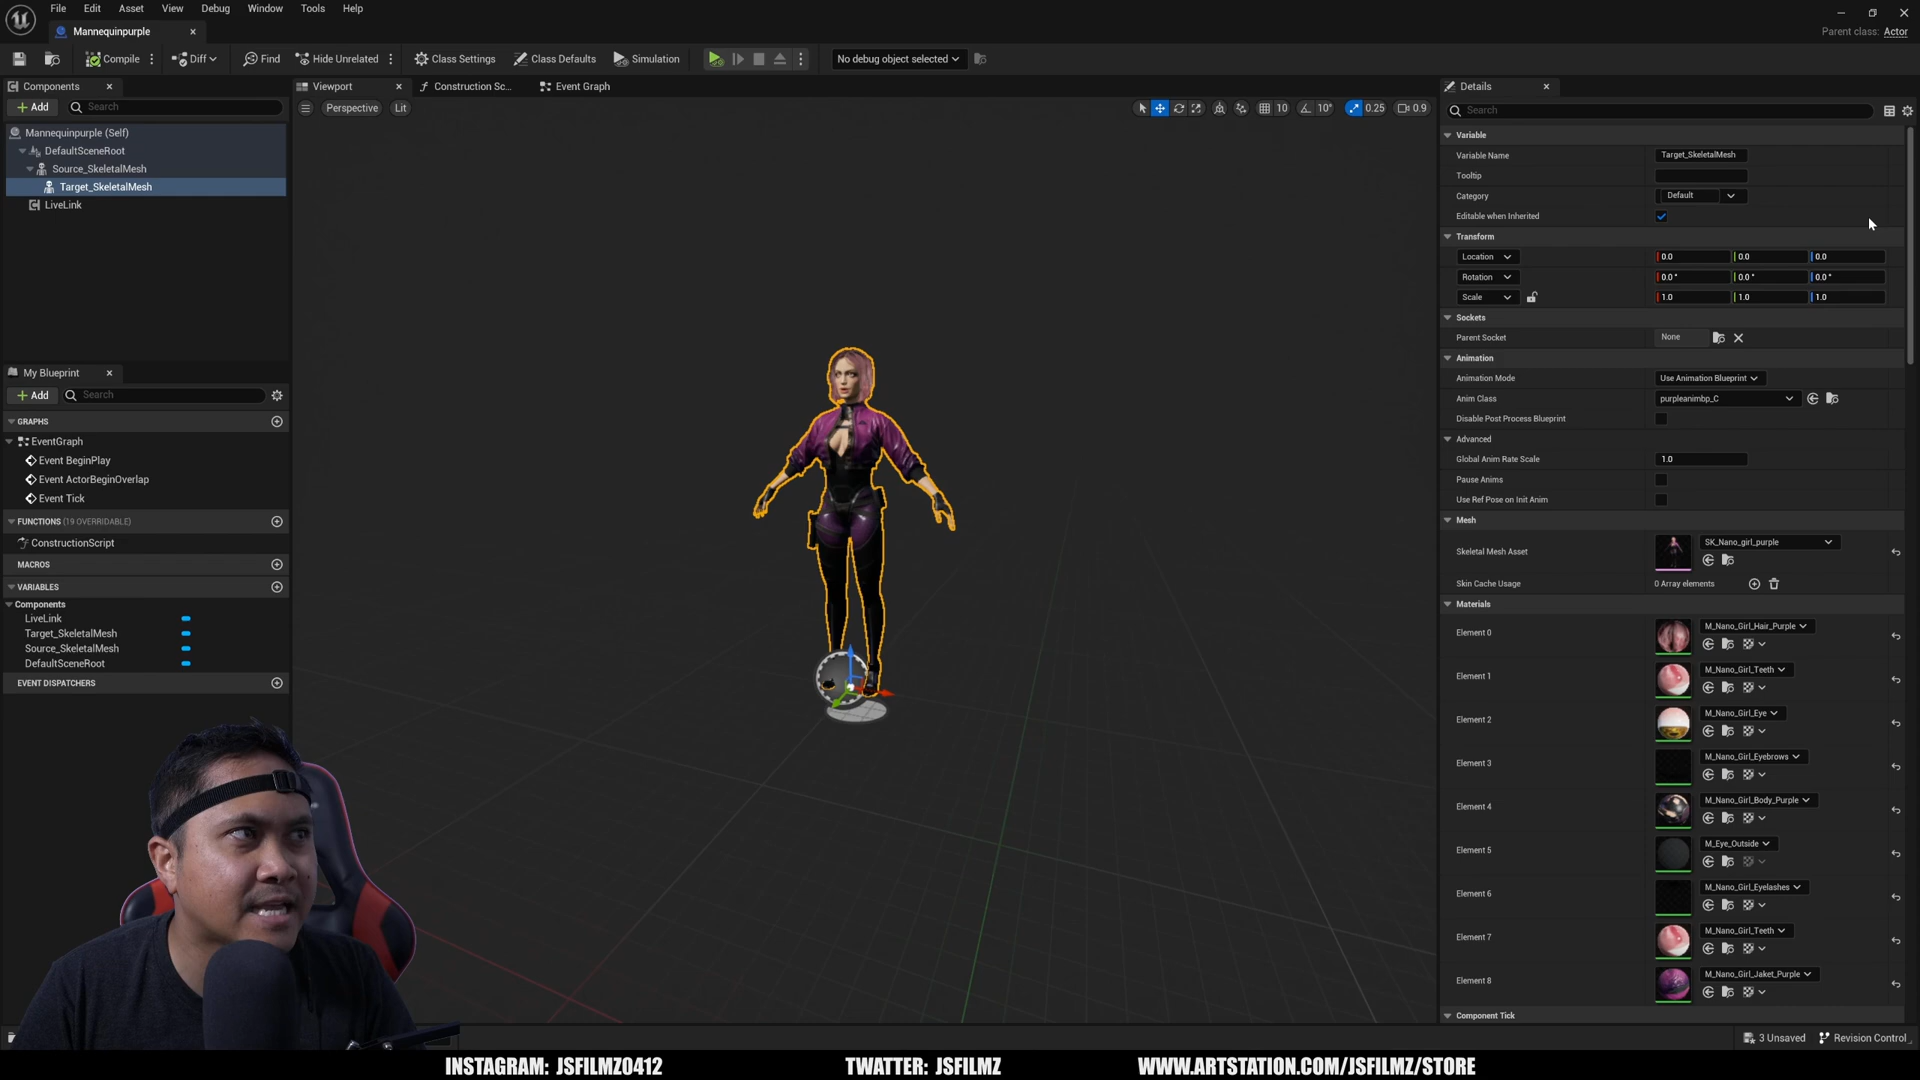 File Edit Asset View Debug Window Tools Help
Mannequinpurple
Parent class: Actor
Compile Diff Find Hide Unrelated Class Settings Class Defaults Simulation No debug object selected
Components
Add Search
Mannequinpurple (Self)
DefaultSceneRoot
Source_SkeletalMesh
Target_SkeletalMesh
LiveLink
My Blueprint
Add Search
GRAPHS
EventGraph
Event BeginPlay
Event ActorBeginOverlap
Event Tick
FUNCTIONS (19 OVERRIDABLE)
ConstructionScript
MACROS
VARIABLES
Components
LiveLink
Target_SkeletalMesh
Source_SkeletalMesh
DefaultSceneRoot
EVENT DISPATCHERS
Viewport Construction Sc... Event Graph
Perspective Lit 10 10° 0.25 0.9
Details
Search
Variable
Variable Name Target_SkeletalMesh
Tooltip
Category Default
Editable when Inherited
Transform
Location 0.0 0.0 0.0
Rotation 0.0 ° 0.0 ° 0.0 °
Scale 1.0 1.0 1.0
Sockets
Parent Socket None
Animation
Animation Mode Use Animation Blueprint
Anim Class purpleanimbp_C
Disable Post Process Blueprint
Advanced
Global Anim Rate Scale 1.0
Pause Anims
Use Ref Pose on Init Anim
Mesh
Skeletal Mesh Asset SK_Nano_girl_purple
Skin Cache Usage 0 Array elements
Materials
Element 0 M_Nano_Girl_Hair_Purple
Element 1 M_Nano_Girl_Teeth
Element 2 M_Nano_Girl_Eye
Element 3 M_Nano_Girl_Eyebrows
Element 4 M_Nano_Girl_Body_Purple
Element 5 M_Eye_Outside
Element 6 M_Nano_Girl_Eyelashes
Element 7 M_Nano_Girl_Teeth
Element 8 M_Nano_Girl_Jaket_Purple
Component Tick
3 Unsaved Revision Control
INSTAGRAM: JSFILMZ0412 TWATTER: JSFILMZ WWW.ARTSTATION.COM/JSFILMZ/STORE